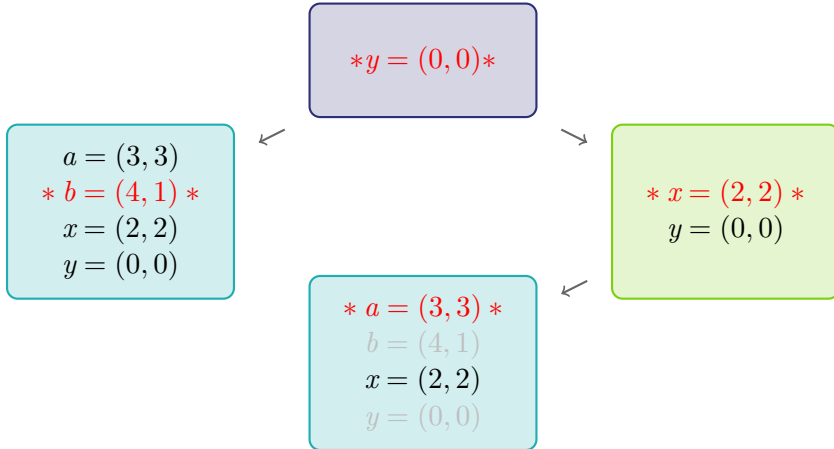 *y = (0, 0)*
a = (3, 3)
* b = (4, 1) *
x = (2, 2)
y = (0, 0)
* x = (2, 2) *
y = (0, 0)
* a = (3, 3) *
b = (4, 1)
x = (2, 2)
y = (0, 0)